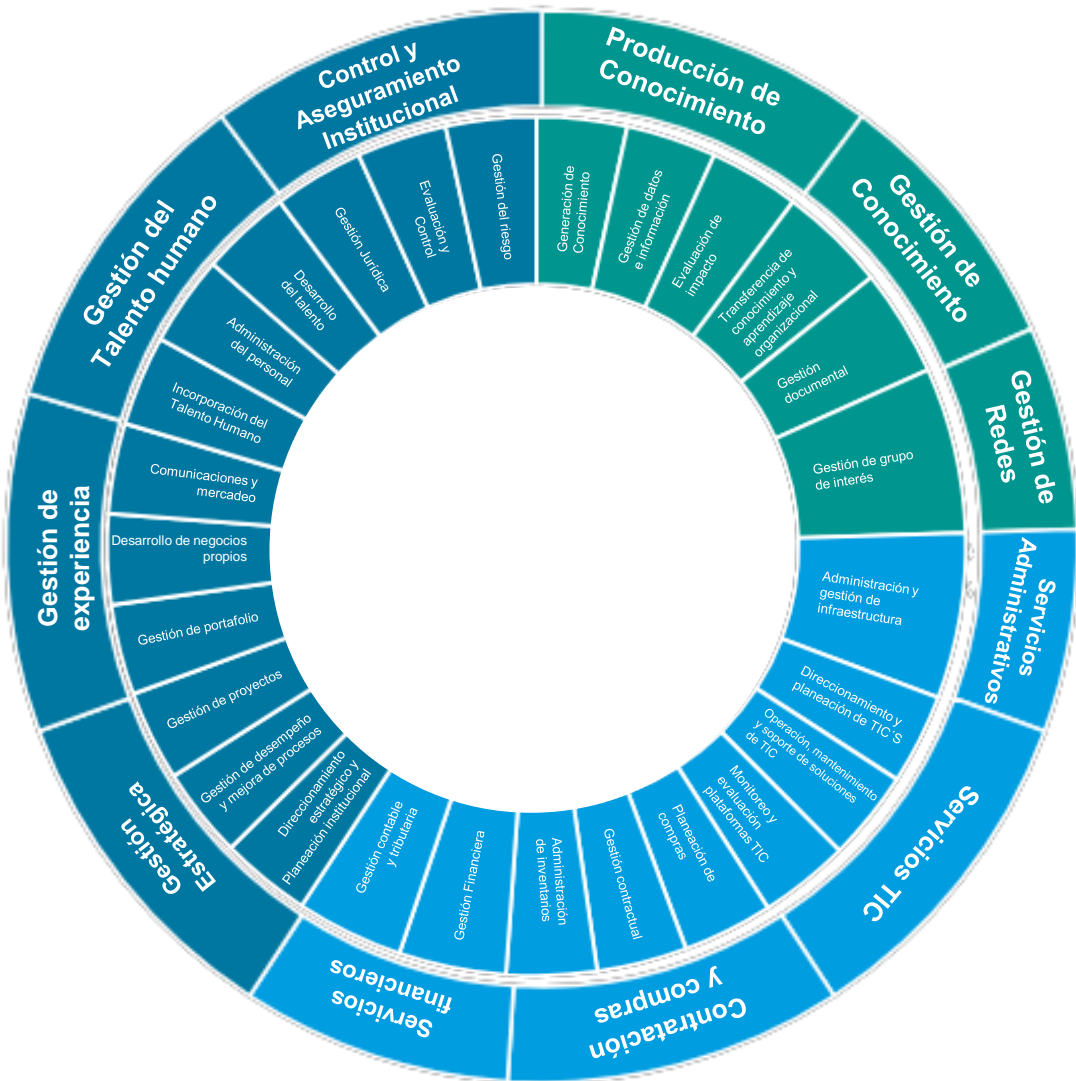 Producción de
Conocimiento
Gestión de
Conocimiento
Gestión de
Redes
Servicios
Administrativos
Servicios TIC
Contratación
y compras
Servicios
financieros
Gestión
Estratégica
Gestión de
experiencia
Gestión del
Talento humano
Control y
Aseguramiento
Institucional
Generación de
Conocimiento
Gestión de datos
e información
Evaluación de
impacto
Transferencia de
conocimiento y
aprendizaje
organizacional
Gestión
documental
Gestión de grupo
de interés
Administración y
gestión de
infraestructura
Direccionamiento y
planeación de TIC´S
Operación, mantenimiento
y soporte de soluciones
de TIC
Monitoreo y
evaluación
plataformas TIC
Planeación de
compras
Gestión contractual
Administración
de inventarios
Gestión Financiera
Gestión contable
y tributaria
Direccionamiento
estratégico y
Planeación Institucional
Gestión de desempeño
y mejora de procesos
Gestión de proyectos
Gestión de portafolio
Desarrollo de negocios
propios
Comunicaciones y
mercadeo
Incorporación del
Talento Humano
Administración
del personal
Desarrollo
del talento
Gestión Jurídica
Evaluación y
Control
Gestión del riesgo